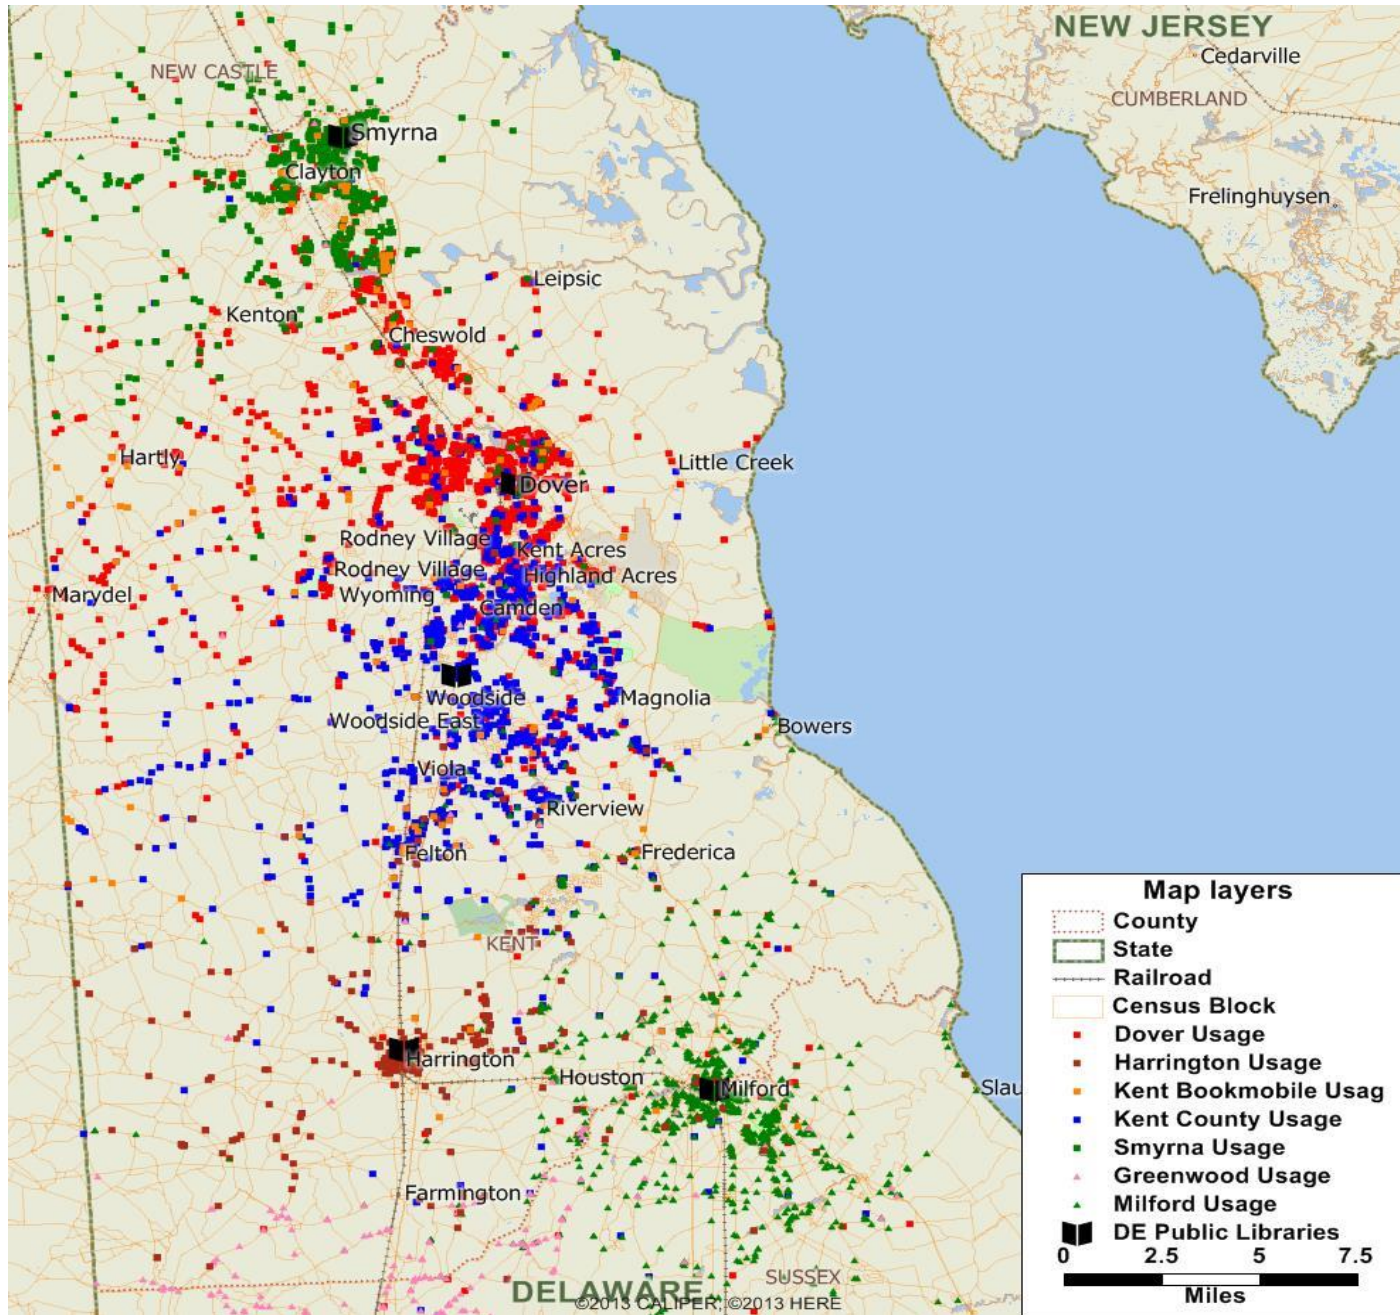 NEW JERSEY
Cedarville
NEW CASTLE
CUMBERLAND
Smyrna
Clayton
Frelinghuysen
Leipsic
Kenton
Cheswold
Hartly
Little Creek
Dover
Rodney Village
Kent Acres
Rodney Village
Highland Acres
Marydel
Wyoming
Camden
Woodside
Magnolia
Woodside East
Bowers
Viola
Riverview
Felton
Frederica
KENT
Harrington
Houston
Milford
Slau
Farmington
SUSSEX
DELAWARE
©2013 CALIPER; ©2013 HERE
Map layers
County
State
Railroad
Census Block
Dover Usage
Harrington Usage
Kent Bookmobile Usag
Kent County Usage
Smyrna Usage
Greenwood Usage
Milford Usage
DE Public Libraries
0 2.5 5 7.5
Miles